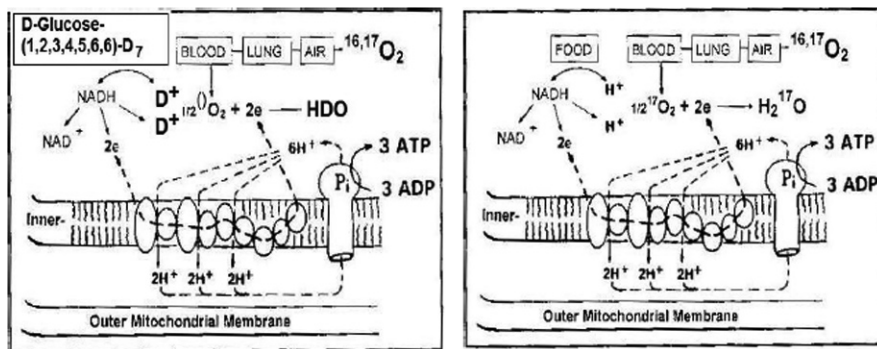 D-Glucose-
(1,2,3,4,5,6,6)-D7
BLOOD LUNG AIR 16,17O2
NADH
D+
D+
1/2 ()O2 + 2e HDO
NAD+
2e
6H+
3 ATP
Pi
3 ADP
Inner-
2H+ 2H+ 2H+
Outer Mitochondrial Membrane
FOOD BLOOD LUNG AIR 16,17O2
NADH
H+
H+
1/2 17O2 + 2e H2 17O
NAD+
2e
6H+
3 ATP
Pi
3 ADP
Inner-
2H+ 2H+ 2H+
Outer Mitochondrial Membrane